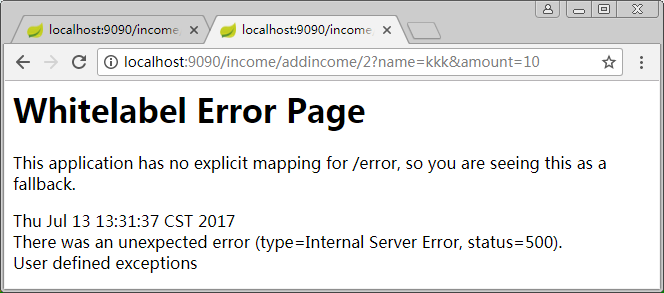 localhost:9090/income
localhost:9090/income
localhost:9090/income/addincome/2?name=kkk&amount=10
Whitelabel Error Page
This application has no explicit mapping for /error, so you are seeing this as a
fallback.
Thu Jul 13 13:31:37 CST 2017
There was an unexpected error (type=Internal Server Error, status=500).
User defined exceptions